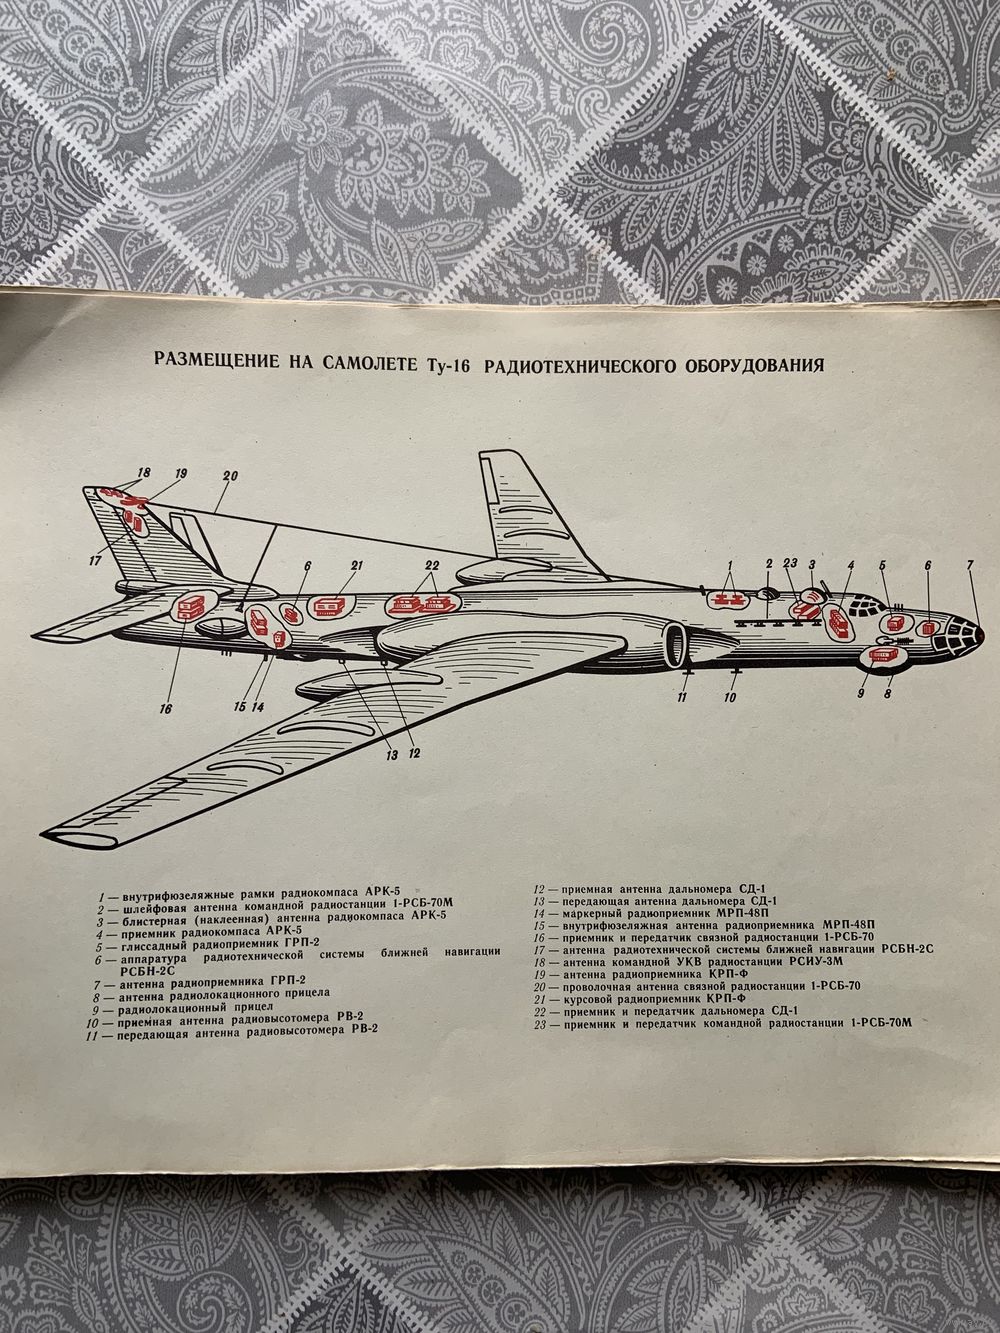 РАЗМЕЩЕНИЕ НА САМОЛЕТЕ Ту-16 РАДИОТЕХНИЧЕСКОГО ОБОРУДОВАНИЯ
18 19 20
17
6 21 22 1 2 23 3 4 5 6 7
16 15 14
13 12
11 10 9 8
1 — внутрифюзеляжные рамки радиокомпаса АРК-5
2 — шлейфовая антенна командной радиостанции 1-РСБ-70М
3 — блистерная (наклеенная) антенна радиокомпаса АРК-5
4 — приемник радиокомпаса АРК-5
5 — глиссадный радиоприемник ГРП-2
6 — аппаратура радиотехнической системы ближней навигации
РСБН-2С
7 — антенна радиоприемника ГРП-2
8 — антенна радиолокационного прицела
9 — радиолокационный прицел
10 — приемная антенна радиовысотомера РВ-2
11 — передающая антенна радиовысотомера РВ-2
12 — приемная антенна дальномера СД-1
13 — передающая антенна дальномера СД-1
14 — маркерный радиоприемник МРП-48П
15 — внутрифюзеляжная антенна радиоприемника МРП-48П
16 — приемник и передатчик связной радиостанции 1-РСБ-70
17 — антенна радиотехнической системы ближней навигации РСБН-2С
18 — антенна командной УКВ радиостанции РСИУ-3М
19 — антенна радиоприемника КРП-Ф
20 — проволочная антенна связной радиостанции 1-РСБ-70
21 — курсовой радиоприемник КРП-Ф
22 — приемник и передатчик дальномера СД-1
23 — приемник и передатчик командной радиостанции 1-РСБ-70М